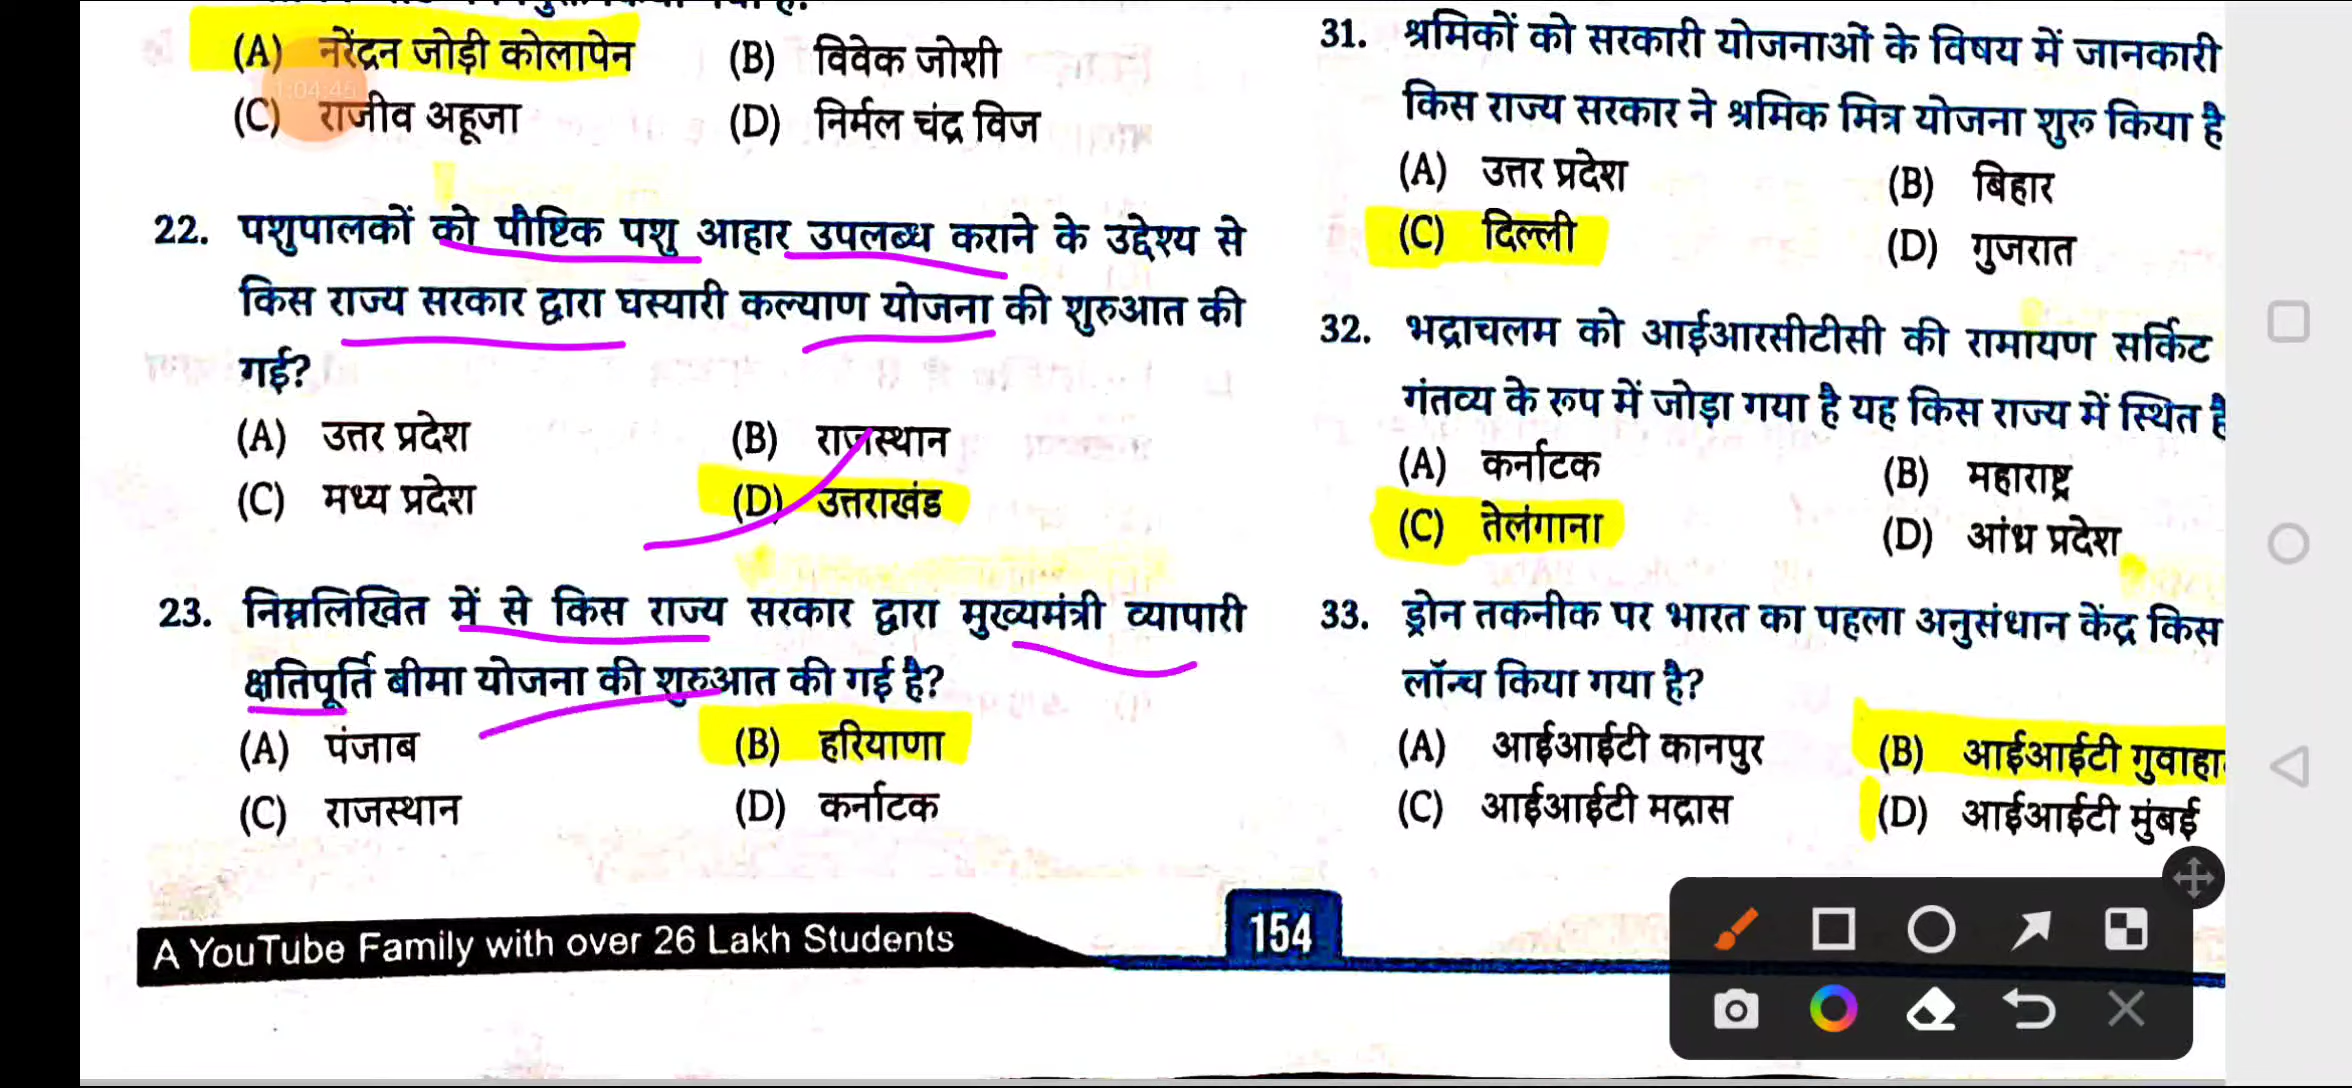 (A) नरेंद्रन जोड़ी कोलापेन (B) विवेक जोशी
(C) राजीव अहूजा (D) निर्मल चंद्र विज
22. पशुपालकों को पौष्टिक पशु आहार उपलब्ध कराने के उद्देश्य से
किस राज्य सरकार द्वारा घस्यारी कल्याण योजना की शुरुआत की
गई?
(A) उत्तर प्रदेश (B) राजस्थान
(C) मध्य प्रदेश (D) उत्तराखंड
23. निम्नलिखित में से किस राज्य सरकार द्वारा मुख्यमंत्री व्यापारी
क्षतिपूर्ति बीमा योजना की शुरुआत की गई है?
(A) पंजाब (B) हरियाणा
(C) राजस्थान (D) कर्नाटक
31. श्रमिकों को सरकारी योजनाओं के विषय में जानकारी
किस राज्य सरकार ने श्रमिक मित्र योजना शुरू किया है
(A) उत्तर प्रदेश (B) बिहार
(C) दिल्ली (D) गुजरात
32. भद्राचलम को आईआरसीटीसी की रामायण सर्किट
गंतव्य के रूप में जोड़ा गया है यह किस राज्य में स्थित है
(A) कर्नाटक (B) महाराष्ट्र
(C) तेलंगाना (D) आंध्र प्रदेश
33. ड्रोन तकनीक पर भारत का पहला अनुसंधान केंद्र किस
लॉन्च किया गया है?
(A) आईआईटी कानपुर (B) आईआईटी
(C) आईआईटी मद्रास (D) आईआईटी मुंबई
A YouTube Family with over 26 Lakh Students
154